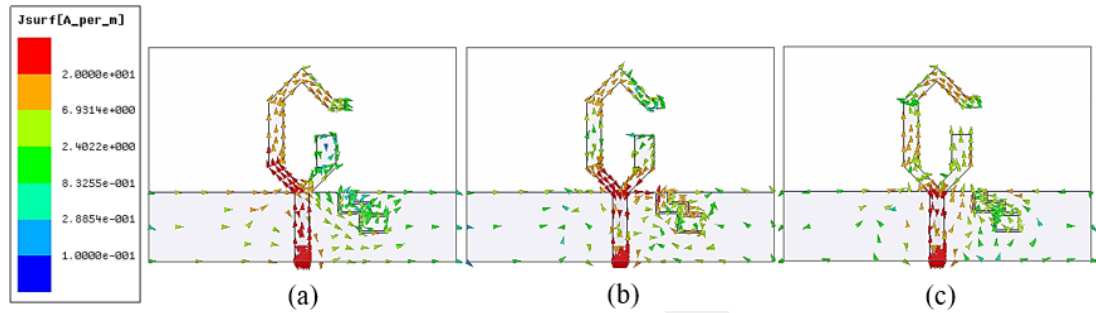 Jsurf[A_per_m]
2.0000e+001
6.9314e+000
2.4022e+000
8.3255e-001
2.8854e-001
1.0000e-001
(a) (b) (c)